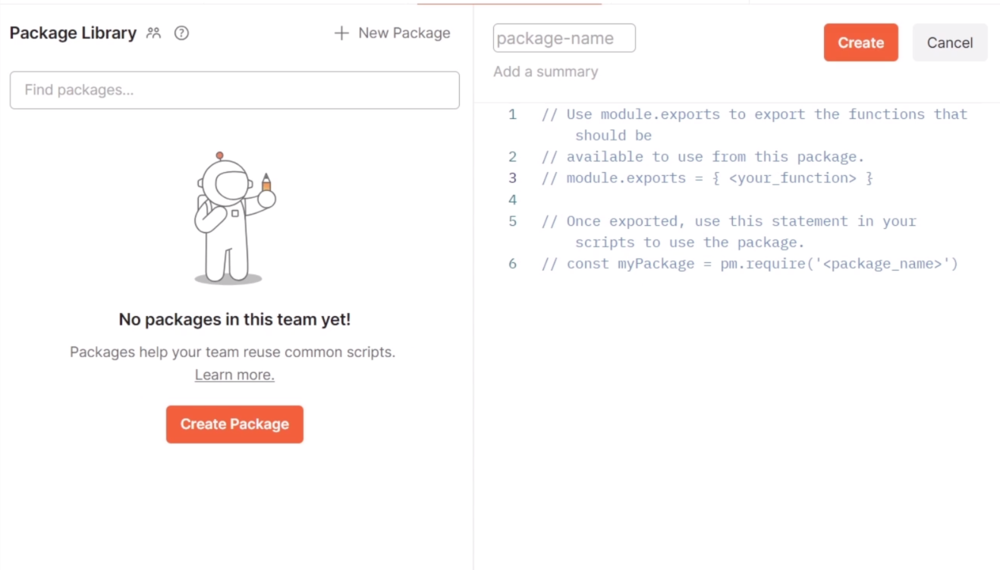 Package Library
+ New Package
Find packages...
No packages in this team yet!
Packages help your team reuse common scripts.
Learn more.
Create Package
package-name
Create
Cancel
Add a summary
1 // Use module.exports to export the functions that
should be
2 // available to use from this package.
3 // module.exports = { <your_function> }
4
5 // Once exported, use this statement in your
scripts to use the package.
6 // const myPackage = pm.require('<package_name>')